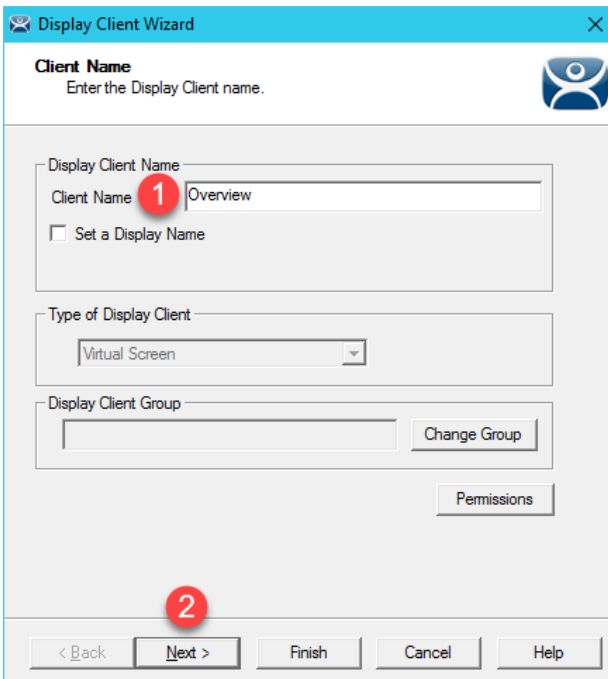 Display Client Wizard
Client Name
Enter the Display Client name.
Display Client Name
Client Name 1 Overview
Set a Display Name
Type of Display Client
Virtual Screen
Display Client Group
Change Group
Permissions
2
< Back Next > Finish Cancel Help